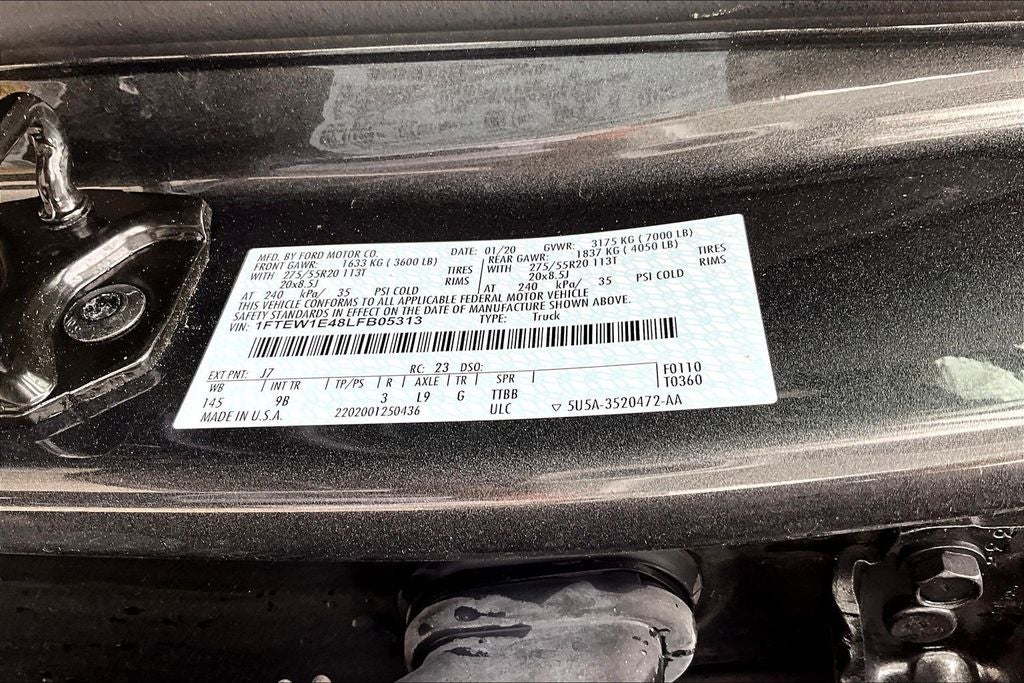 MFD. BY FORD MOTOR CO. DATE: 01/20 GVWR: 3175 KG ( 7000 LB)
FRONT GAWR: 1633 KG ( 3600 LB) REAR GAWR: 1837 KG ( 4050 LB)
WITH 275/55R20 113T TIRES WITH 275/55R20 113T TIRES
20x8.5J RIMS 20x8.5J RIMS
AT 240 kPa/ 35 PSI COLD AT 240 kPa/ 35 PSI COLD
THIS VEHICLE CONFORMS TO ALL APPLICABLE FEDERAL MOTOR VEHICLE
SAFETY STANDARDS IN EFFECT ON THE DATE OF MANUFACTURE SHOWN ABOVE.
VIN: 1FTEW1E48LFB05313 TYPE: Truck
EXT PNT: J7 RC: 23 DSO: F0110
WB INT TR TP/PS R AXLE TR SPR T0360
145 9B 3 L9 G TTBB
MADE IN U.S.A. 2202001250436 ULC ▽ 5U5A-3520472-AA